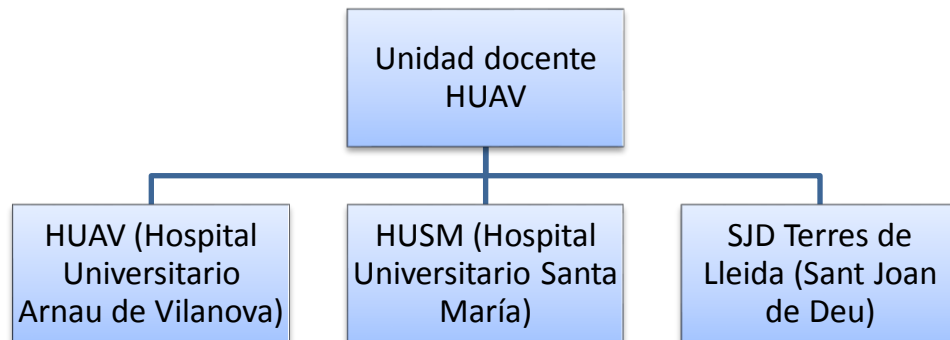 Unidad docente
HUAV
HUAV (Hospital
Universitario
Arnau de Vilanova)
HUSM (Hospital
Universitario Santa
María)
SJD Terres de
Lleida (Sant Joan
de Deu)